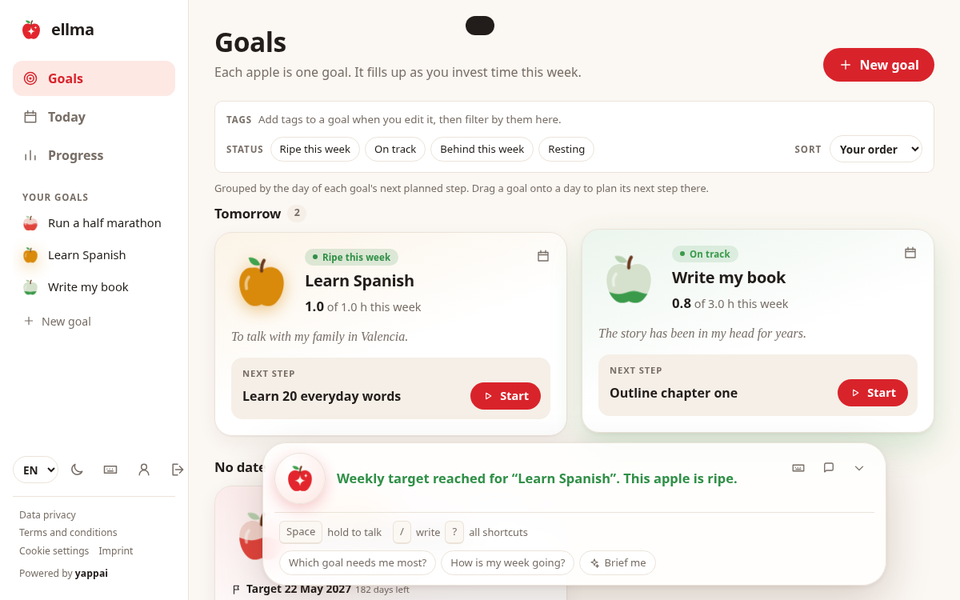 ellma
Goals
Today
Progress
YOUR GOALS
Run a half marathon
Learn Spanish
Write my book
New goal
EN
Data privacy
Terms and conditions
Cookie settings Imprint
Powered by yappai
Goals
Each apple is one goal. It fills up as you invest time this week.
New goal
TAGS Add tags to a goal when you edit it, then filter by them here.
STATUS Ripe this week On track Behind this week Resting SORT Your order
Grouped by the day of each goal's next planned step. Drag a goal onto a day to plan its next step there.
Tomorrow 2
Ripe this week
Learn Spanish
1.0 of 1.0 h this week
To talk with my family in Valencia.
NEXT STEP
Learn 20 everyday words Start
On track
Write my book
0.8 of 3.0 h this week
The story has been in my head for years.
NEXT STEP
Outline chapter one Start
No date
Weekly target reached for “Learn Spanish”. This apple is ripe.
Space hold to talk / write ? all shortcuts
Which goal needs me most? How is my week going? Brief me
Target 22 May 2027 182 days left